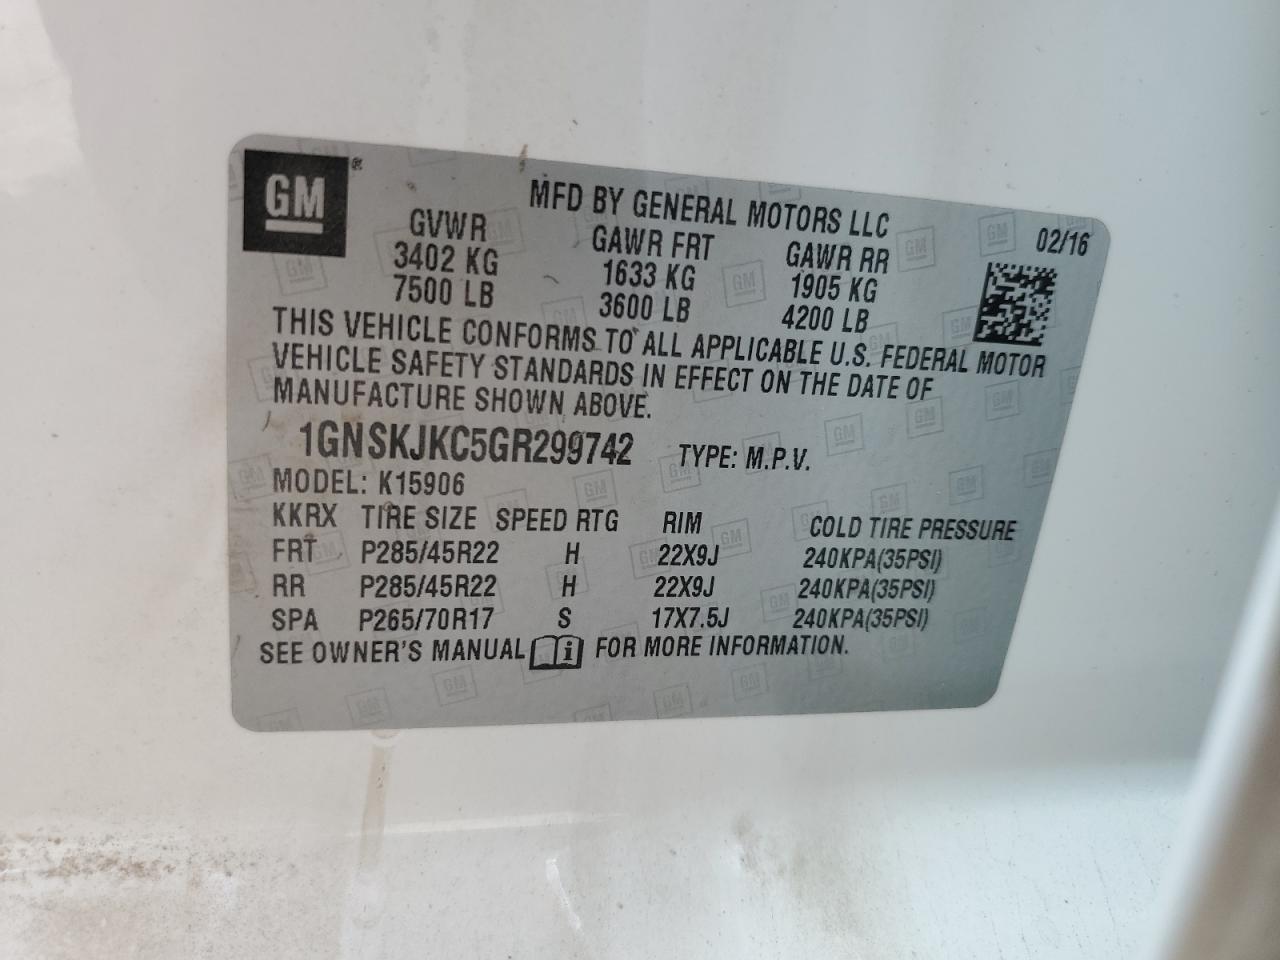 GM®
MFD BY GENERAL MOTORS LLC
02/16
GVWR GAWR FRT GAWR RR
3402 KG 1633 KG 1905 KG
7500 LB 3600 LB 4200 LB
THIS VEHICLE CONFORMS TO ALL APPLICABLE U.S. FEDERAL MOTOR
VEHICLE SAFETY STANDARDS IN EFFECT ON THE DATE OF
MANUFACTURE SHOWN ABOVE.
1GNSKJKC5GR299742 TYPE: M.P.V.
MODEL: K15906
KKRX TIRE SIZE SPEED RTG RIM COLD TIRE PRESSURE
FRT P285/45R22 H 22X9J 240KPA(35PSI)
RR P285/45R22 H 22X9J 240KPA(35PSI)
SPA P265/70R17 S 17X7.5J 240KPA(35PSI)
SEE OWNER'S MANUAL i FOR MORE INFORMATION.